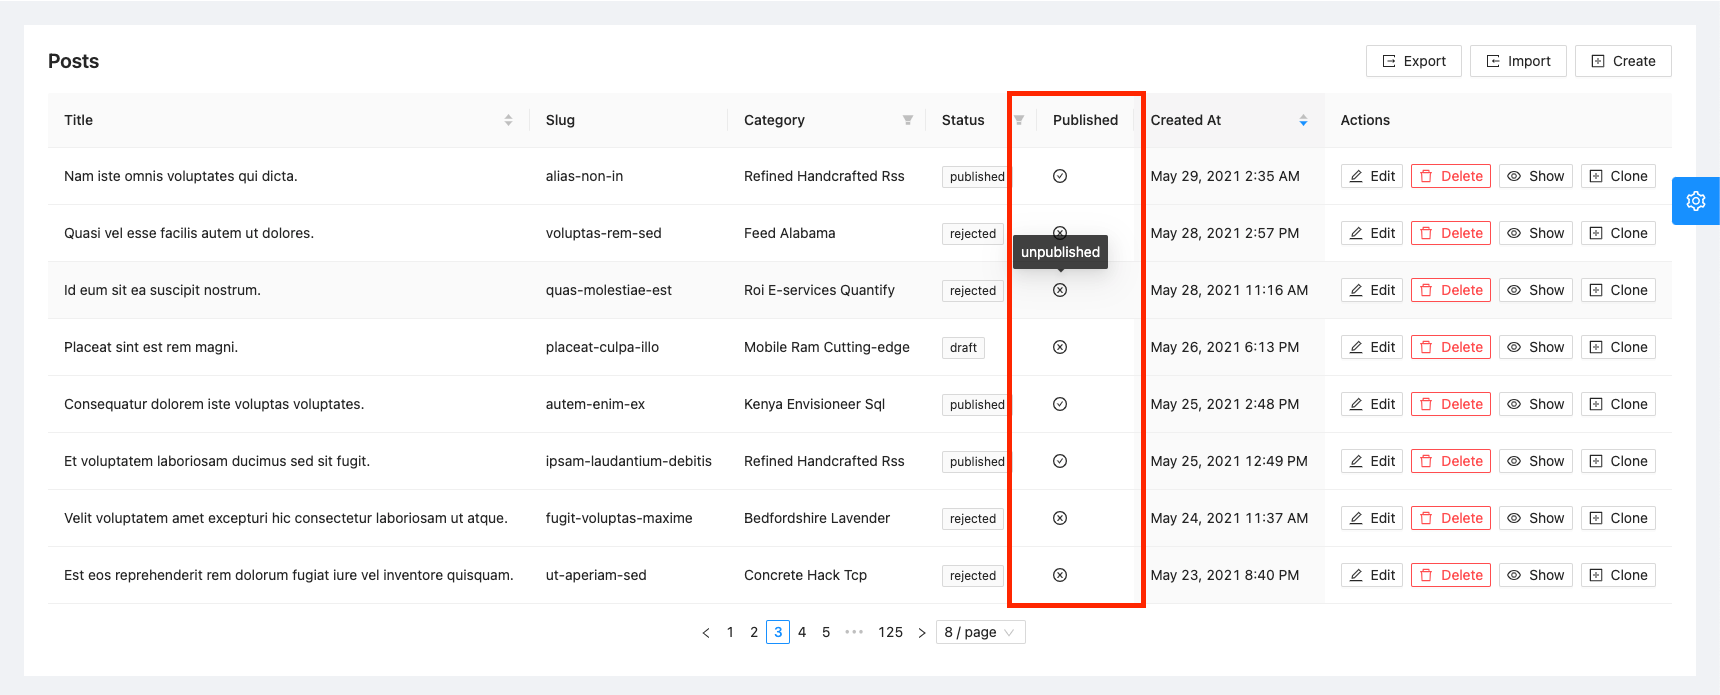 Posts
Export Import Create
Title Slug Category Status Published Created At Actions
Nam iste omnis voluptates qui dicta. alias-non-in Refined Handcrafted Rss published May 29, 2021 2:35 AM Edit Delete Show Clone
Quasi vel esse facilis autem ut dolores. voluptas-rem-sed Feed Alabama rejected May 28, 2021 2:57 PM Edit Delete Show Clone
unpublished
Id eum sit ea suscipit nostrum. quas-molestiae-est Roi E-services Quantify rejected May 28, 2021 11:16 AM Edit Delete Show Clone
Placeat sint est rem magni. placeat-culpa-illo Mobile Ram Cutting-edge draft May 26, 2021 6:13 PM Edit Delete Show Clone
Consequatur dolorem iste voluptas voluptates. autem-enim-ex Kenya Envisioneer Sql published May 25, 2021 2:48 PM Edit Delete Show Clone
Et voluptatem laboriosam ducimus sed sit fugit. ipsam-laudantium-debitis Refined Handcrafted Rss published May 25, 2021 12:49 PM Edit Delete Show Clone
Velit voluptatem amet excepturi hic consectetur laboriosam ut atque. fugit-voluptas-maxime Bedfordshire Lavender rejected May 24, 2021 11:37 AM Edit Delete Show Clone
Est eos reprehenderit rem dolorum fugiat iure vel inventore quisquam. ut-aperiam-sed Concrete Hack Tcp rejected May 23, 2021 8:40 PM Edit Delete Show Clone
< 1 2 3 4 5 ••• 125 > 8 / page